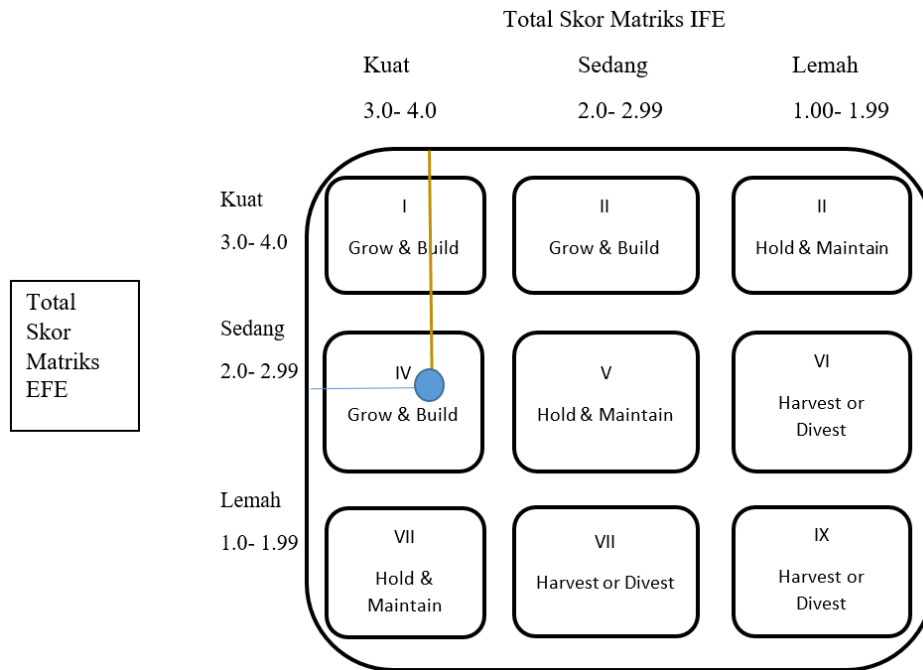 Total Skor Matriks IFE
Kuat Sedang Lemah
3.0- 4.0 2.0- 2.99 1.00- 1.99
Kuat
3.0- 4.0
I
Grow & Build
II
Grow & Build
II
Hold & Maintain
Total
Skor
Matriks
EFE
Sedang
2.0- 2.99
IV
Grow & Build
V
Hold & Maintain
VI
Harvest or
Divest
Lemah
1.0- 1.99
VII
Hold &
Maintain
VII
Harvest or Divest
IX
Harvest or
Divest